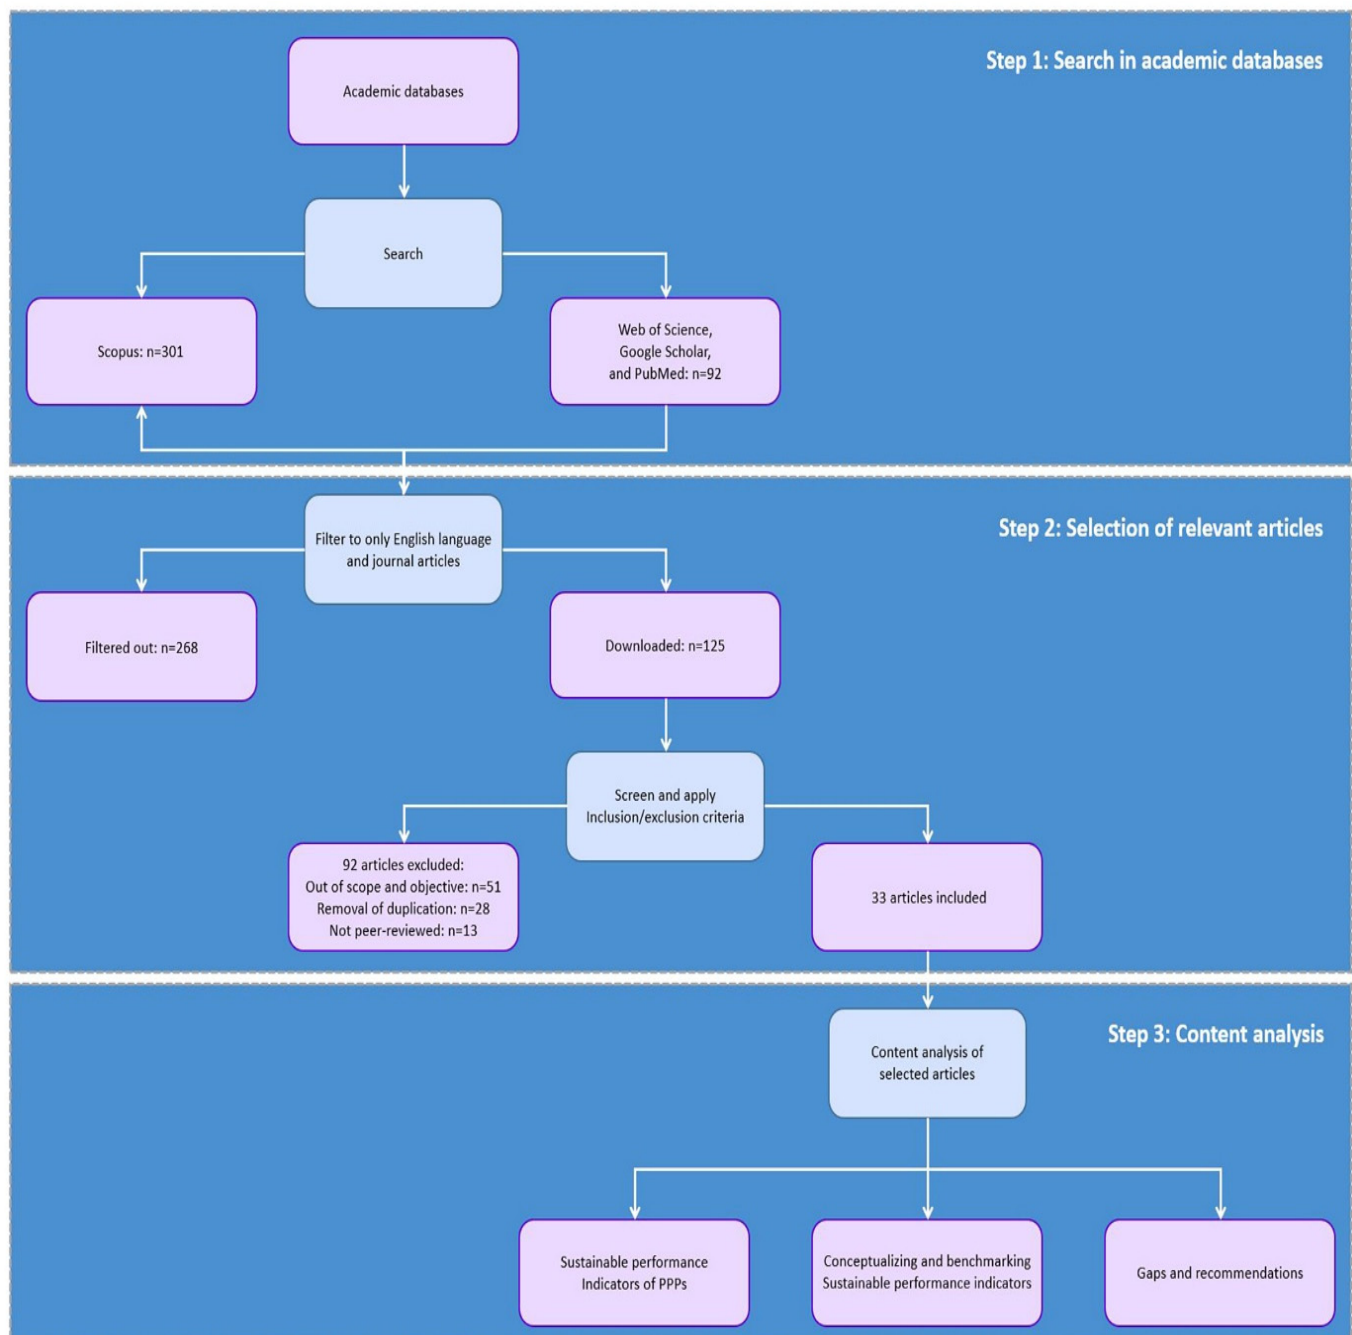 Step 1: Search in academic databases
Academic databases
Search
Scopus: n=301
Web of Science,
Google Scholar,
and PubMed: n=92
Step 2: Selection of relevant articles
Filter to only English language
and journal articles
Filtered out: n=268
Downloaded: n=125
Screen and apply
Inclusion/exclusion criteria
92 articles excluded:
Out of scope and objective: n=51
Removal of duplication: n=28
Not peer-reviewed: n=13
33 articles included
Step 3: Content analysis
Content analysis of
selected articles
Sustainable performance
Indicators of PPPs
Conceptualizing and benchmarking
Sustainable performance indicators
Gaps and recommendations